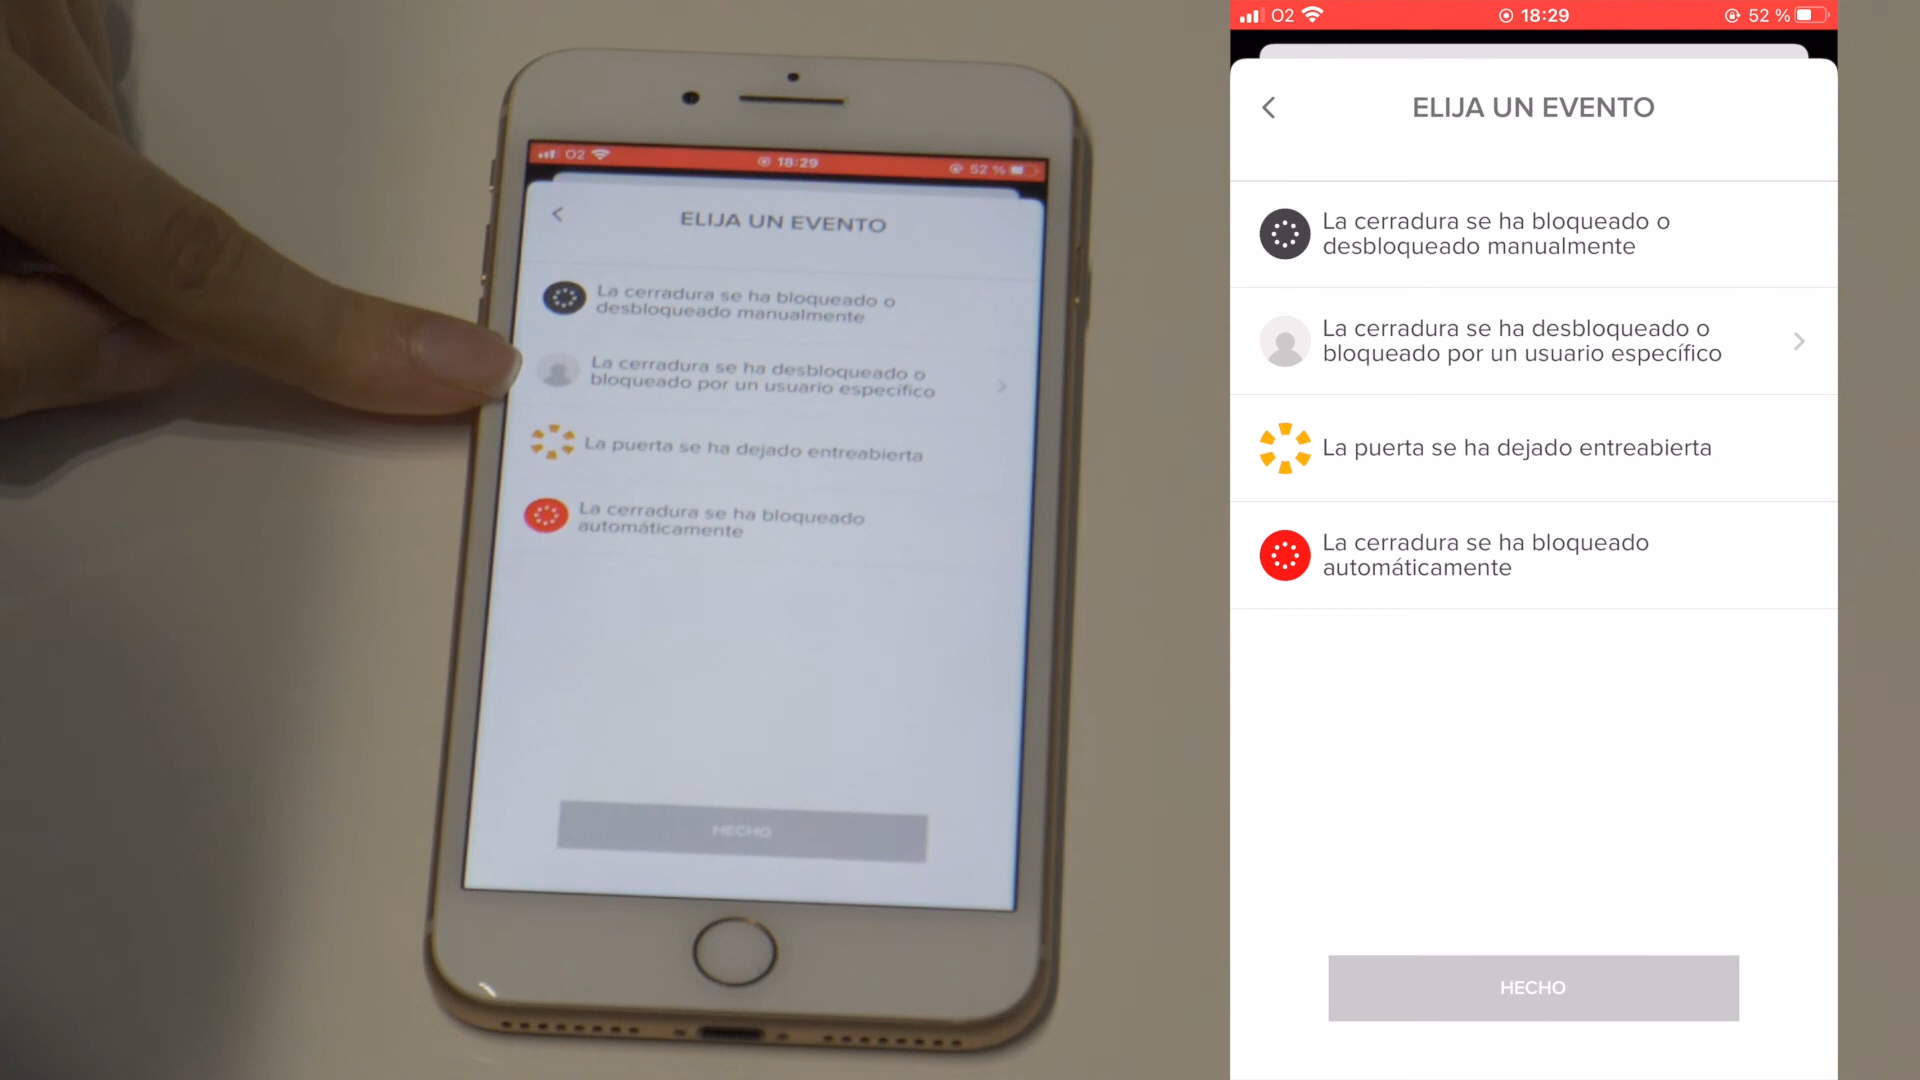 O2 18:29 52 %
ELIJA UN EVENTO
La cerradura se ha bloqueado o
desbloqueado manualmente
La cerradura se ha desbloqueado o
bloqueado por un usuario específico
La puerta se ha dejado entreabierta
La cerradura se ha bloqueado
automáticamente
HECHO
O2 18:29 52 %
ELIJA UN EVENTO
La cerradura se ha bloqueado o
desbloqueado manualmente
La cerradura se ha desbloqueado o
bloqueado por un usuario específico
La puerta se ha dejado entreabierta
La cerradura se ha bloqueado
automáticamente
HECHO